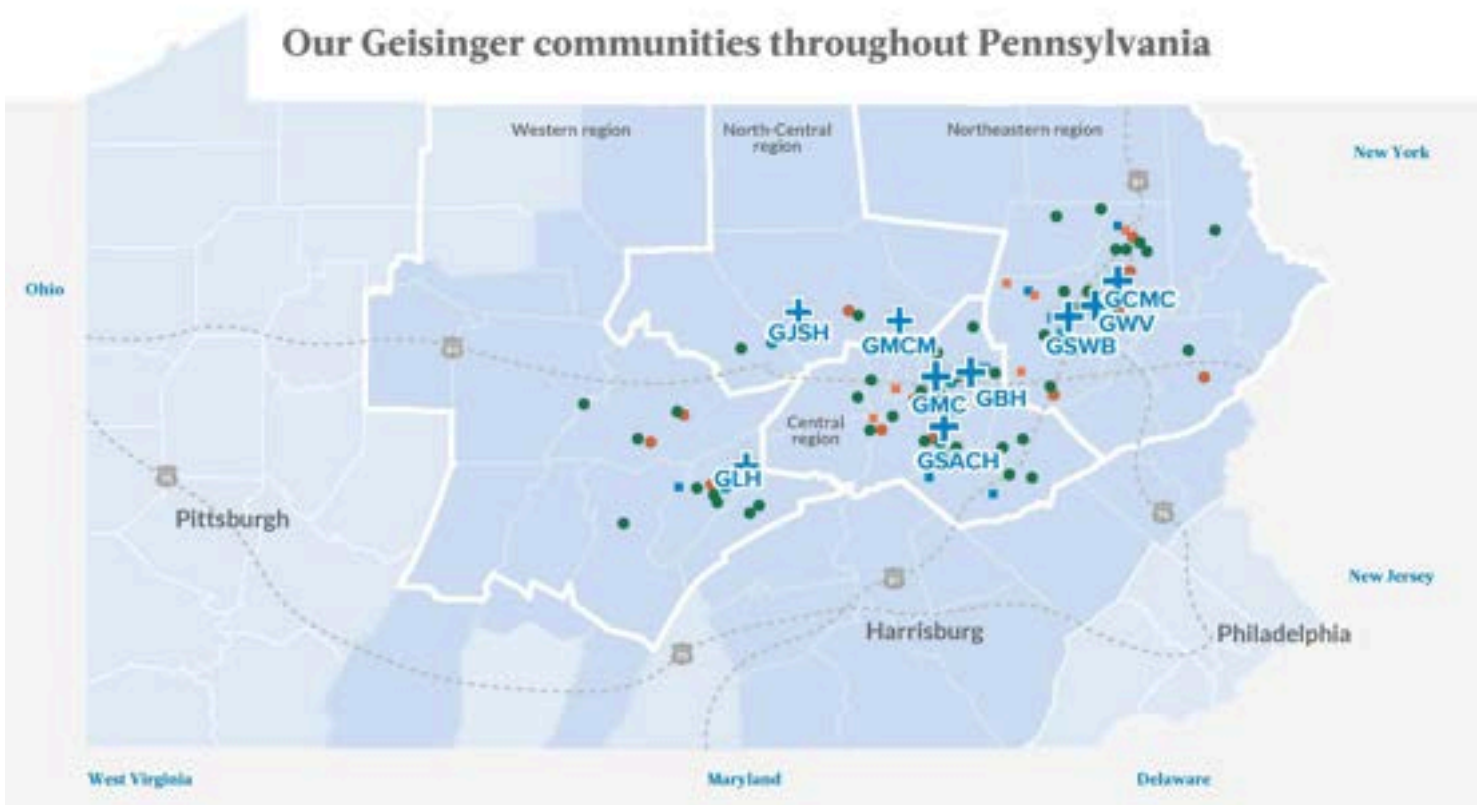 Our Geisinger communities throughout Pennsylvania
Western region
North-Central
region
Northeastern region
New York
Ohio
GCMC
GJSH
GWV
GMCM
GSWB
GMC
GBH
Central
region
GSACH
GLH
Pittsburgh
New Jersey
Harrisburg
Philadelphia
West Virginia
Maryland
Delaware